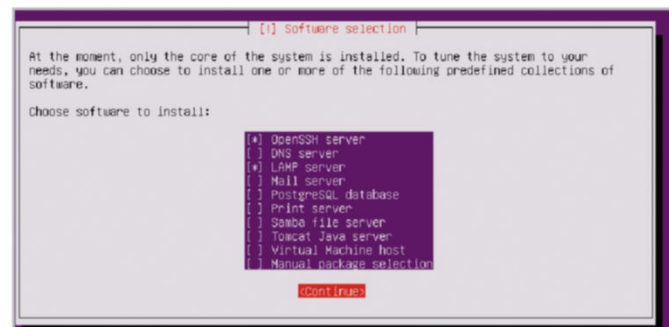 [!] Software selection
At the moment, only the core of the system is installed. To tune the system to your
needs, you can choose to install one or more of the following predefined collections of
software.
Choose software to install:
[*] OpenSSH server
[ ] DNS server
[*] LAMP server
[ ] Mail server
[ ] PostgreSQL database
[ ] Print server
[ ] Samba file server
[ ] Tomcat Java server
[ ] Virtual Machine host
[ ] Manual package selection
<Continue>